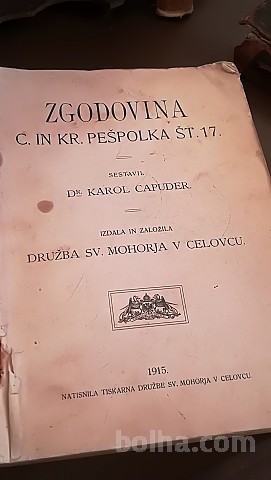 ZGODOVINA
C. IN KR. PEŠPOLKA ŠT. 17.
SESTAVIL
DR. KAROL CAPUDER.
IZDALA IN ZALOŽILA
DRUŽBA SV. MOHORJA V CELOVCU.
1915.
NATISNILA TISKARNA DRUŽBE SV. MOHORJA V CELOVCU.
bolha.com